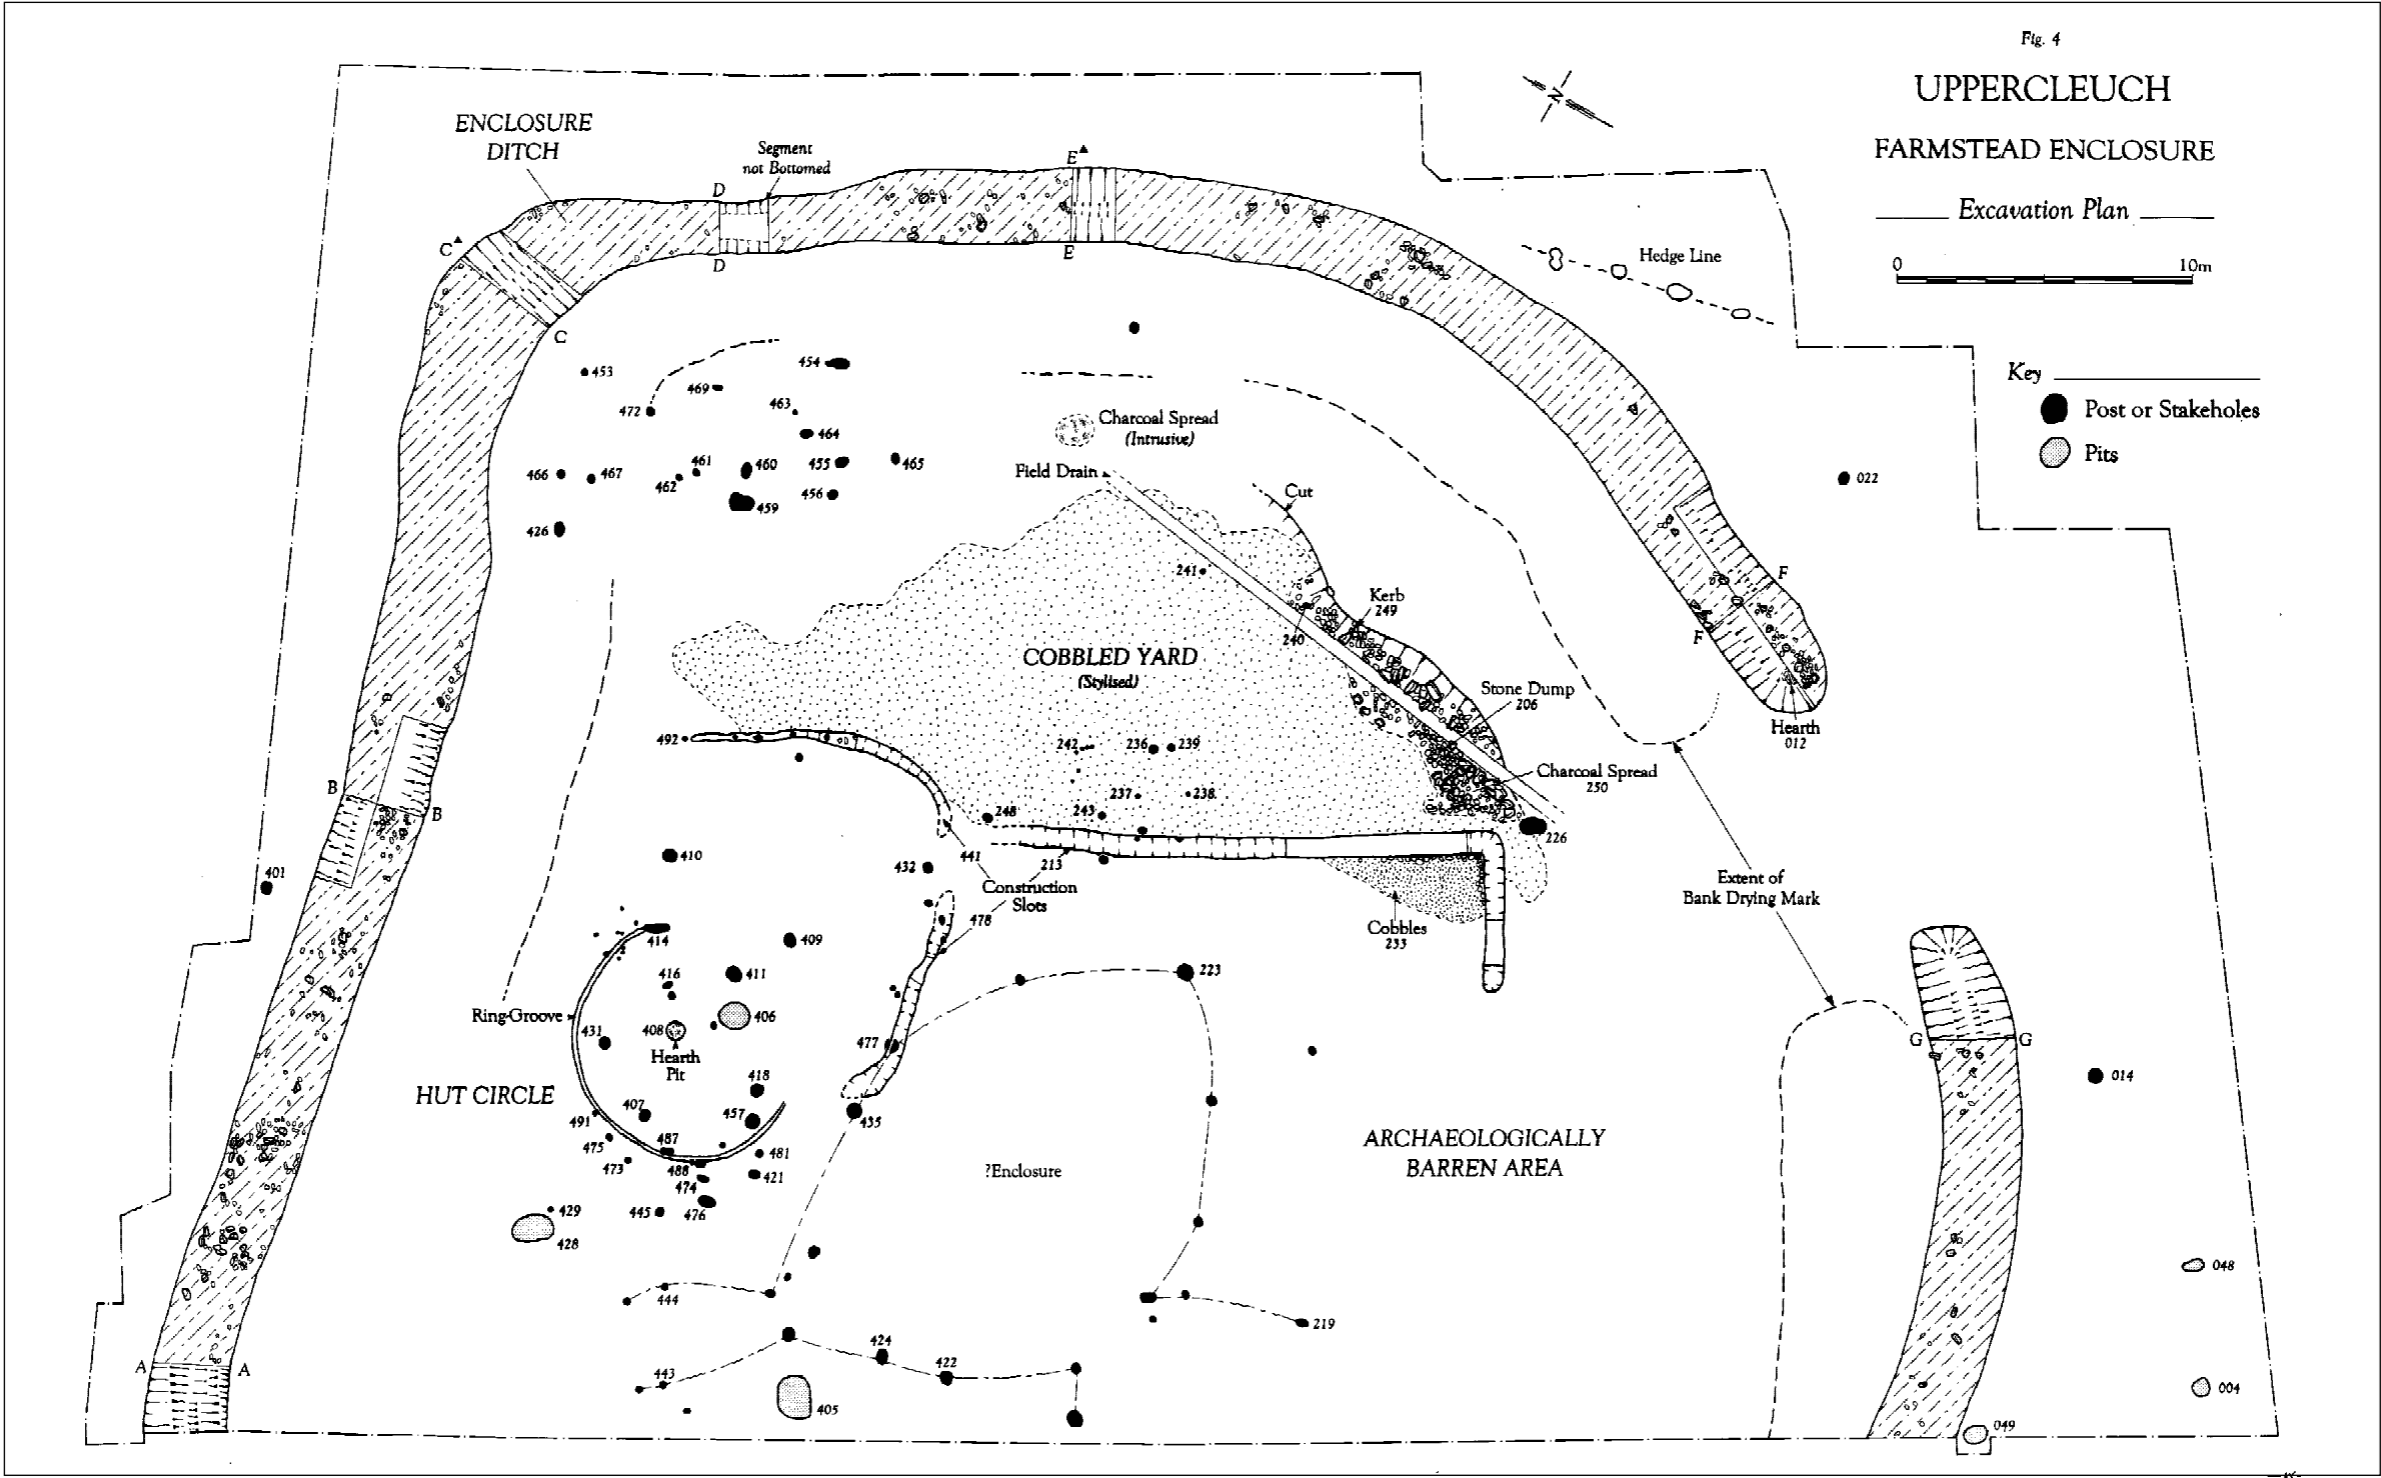 Fig. 4
UPPERCLEUCH
FARMSTEAD ENCLOSURE
Excavation Plan
0 10m
N
Key
Post or Stakeholes
Pits
ENCLOSURE
DITCH
Segment
not Bottomed
D
D
E
E
C
C
Hedge Line
453
454
469
472
463
464
461
460
455
465
466
467
462
456
459
426
Charcoal Spread
(Intrusive)
Field Drain
Cut
022
241
Kerb
249
240
F
F
COBBLED YARD
(Stylised)
Stone Dump
206
Hearth
012
492
242
236
239
Charcoal Spread
250
237
238
248
243
226
B
B
410
432
441
213
401
Construction
Slots
478
Extent of
Bank Drying Mark
Cobbles
233
414
409
416
411
223
Ring-Groove
431
408
406
Hearth
Pit
477
G
G
HUT CIRCLE
418
407
457
491
435
014
475
487
481
473
488
421
474
445
476
429
428
?Enclosure
ARCHAEOLOGICALLY
BARREN AREA
444
048
219
424
422
443
A
A
405
004
049